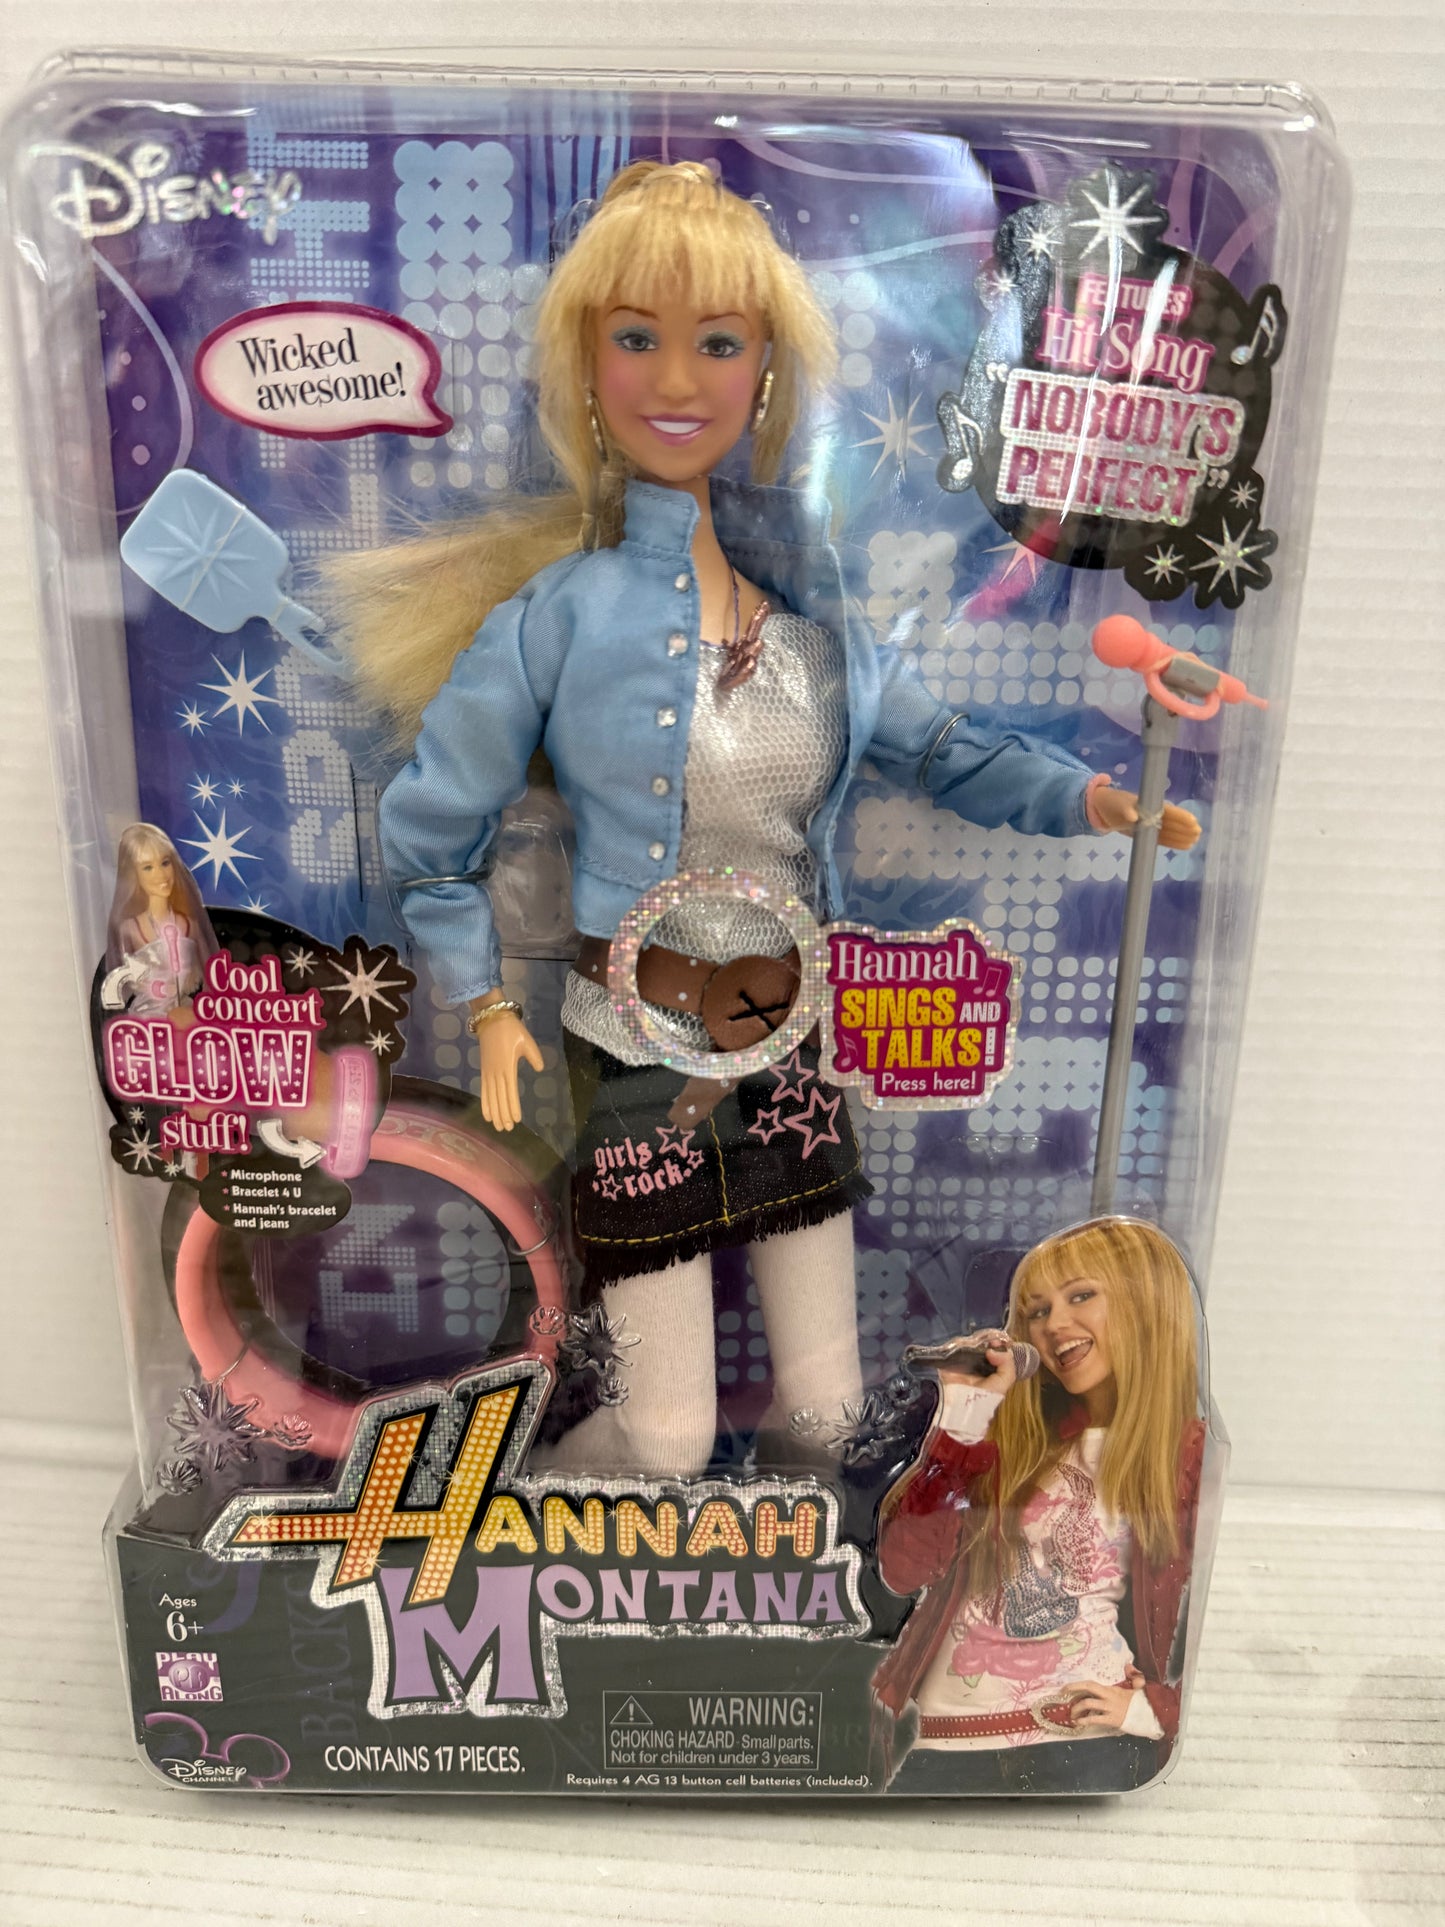 Disney
Wicked
awesome!
FEATURES
Hit Song
"NOBODY'S
PERFECT"
Hannah
SINGS AND
TALKS!
Press here!
Cool
concert
GLOW
stuff!
* Microphone
* Bracelet 4 U
* Hannah's bracelet
and jeans
girls
rock
HANNAH
MONTANA
Ages
6+
PLAY
ALONG
Disney
CHANNEL
CONTAINS 17 PIECES.
WARNING:
CHOKING HAZARD - Small parts.
Not for children under 3 years.
Requires 4 AG 13 button cell batteries (included).